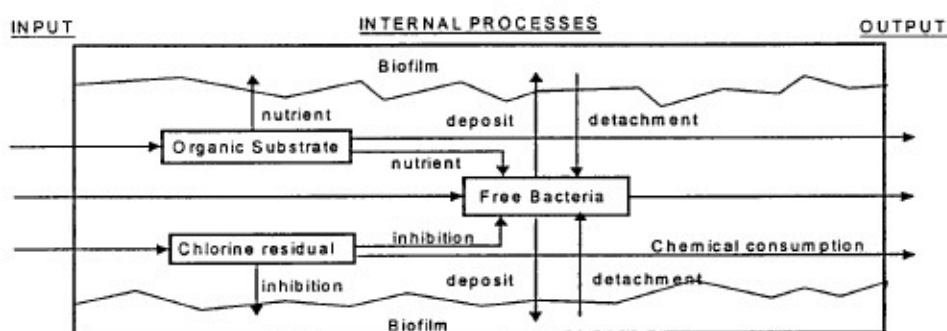 INPUT
INTERNAL PROCESSES
OUTPUT
Biofilm
nutrient
deposit
detachment
Organic Substrate
nutrient
Free Bacteria
inhibition
Chlorine residual
Chemical consumption
inhibition
deposit
detachment
Biofilm